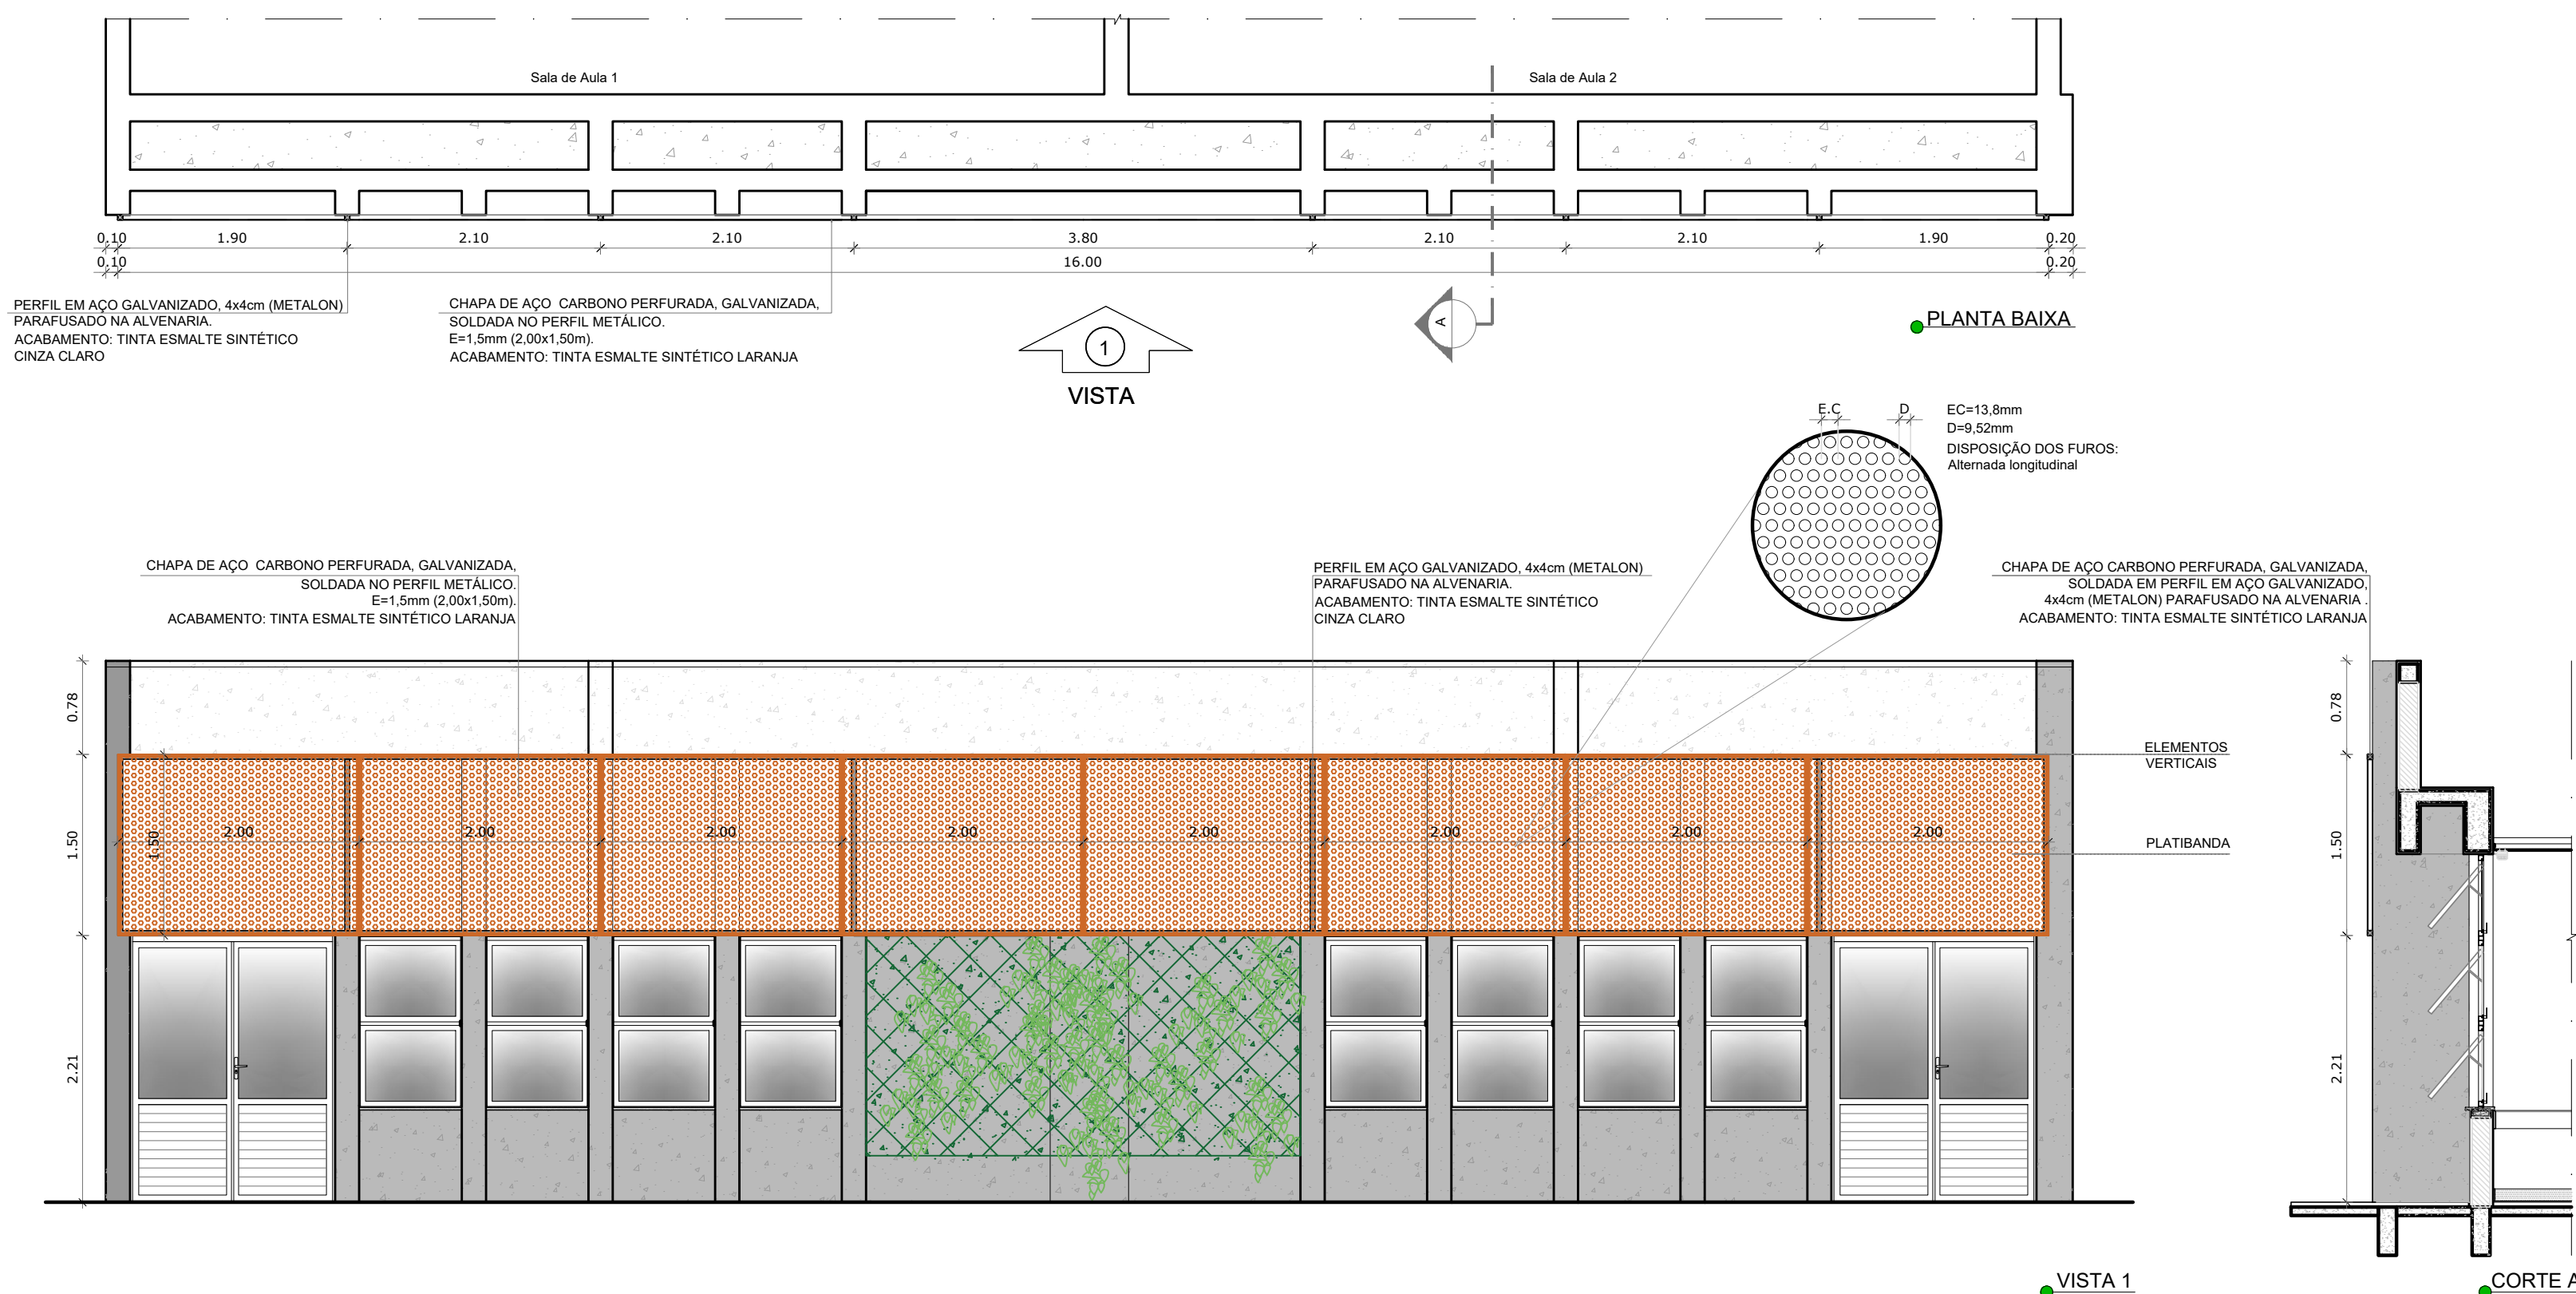 Sala de Aula 1
Sala de Aula 2
0.10
1.90
2.10
2.10
3.80
2.10
2.10
1.90
0.20
0.10
16.00
0.20
PERFIL EM AÇO GALVANIZADO, 4x4cm (METALON)
PARAFUSADO NA ALVENARIA.
ACABAMENTO: TINTA ESMALTE SINTÉTICO
CINZA CLARO
CHAPA DE AÇO CARBONO PERFURADA, GALVANIZADA,
SOLDADA NO PERFIL METÁLICO.
E=1,5mm (2,00x1,50m).
ACABAMENTO: TINTA ESMALTE SINTÉTICO LARANJA
1
VISTA
A
PLANTA BAIXA
E.C
D
EC=13,8mm
D=9,52mm
DISPOSIÇÃO DOS FUROS:
Alternada longitudinal
CHAPA DE AÇO CARBONO PERFURADA, GALVANIZADA,
SOLDADA NO PERFIL METÁLICO.
E=1,5mm (2,00x1,50m).
ACABAMENTO: TINTA ESMALTE SINTÉTICO LARANJA
PERFIL EM AÇO GALVANIZADO, 4x4cm (METALON)
PARAFUSADO NA ALVENARIA.
ACABAMENTO: TINTA ESMALTE SINTÉTICO
CINZA CLARO
CHAPA DE AÇO CARBONO PERFURADA, GALVANIZADA,
SOLDADA EM PERFIL EM AÇO GALVANIZADO,
4x4cm (METALON) PARAFUSADO NA ALVENARIA .
ACABAMENTO: TINTA ESMALTE SINTÉTICO LARANJA
0.78
1.50
2.21
1.50
2.00
2.00
2.00
2.00
2.00
2.00
2.00
2.00
ELEMENTOS
VERTICAIS
PLATIBANDA
0.78
1.50
2.21
VISTA 1
CORTE A